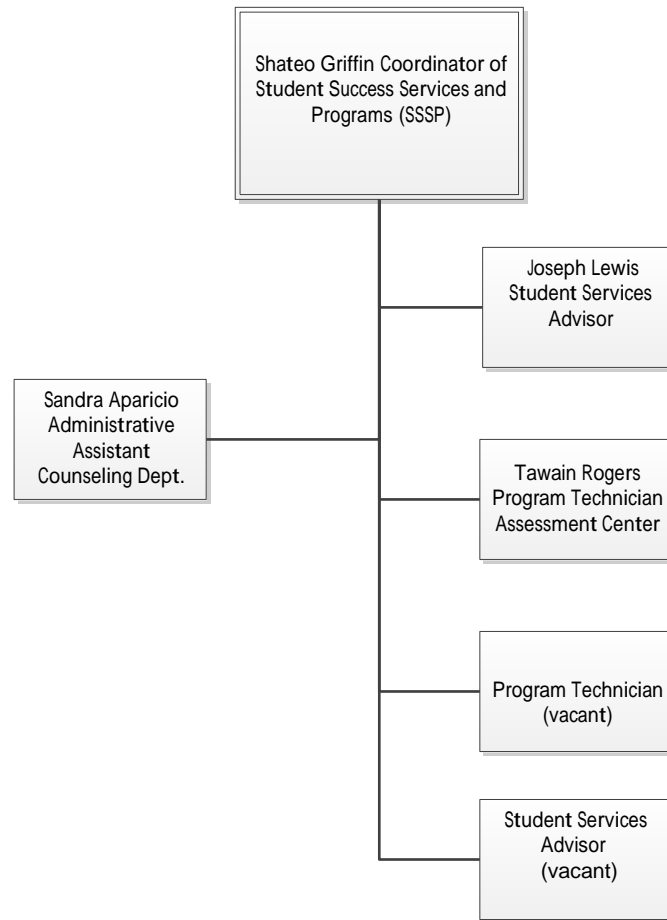 Shateo Griffin Coordinator of
Student Success Services and
Programs (SSSP)
Joseph Lewis
Student Services
Advisor
Sandra Aparicio
Administrative
Assistant
Counseling Dept.
Tawain Rogers
Program Technician
Assessment Center
Program Technician
(vacant)
Student Services
Advisor
(vacant)